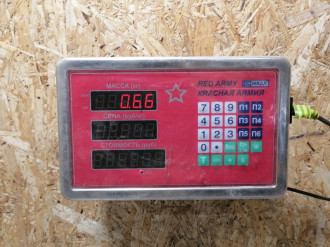 МАССА (кг)
0.66
RED ARMY
КРАСНАЯ АРМИЯ
ЦЕНА (руб/кг)
СТОИМОСТЬ (руб)
7 8 9 П1 П2
4 5 6 П3 П4
1 2 3 П5 П6
0